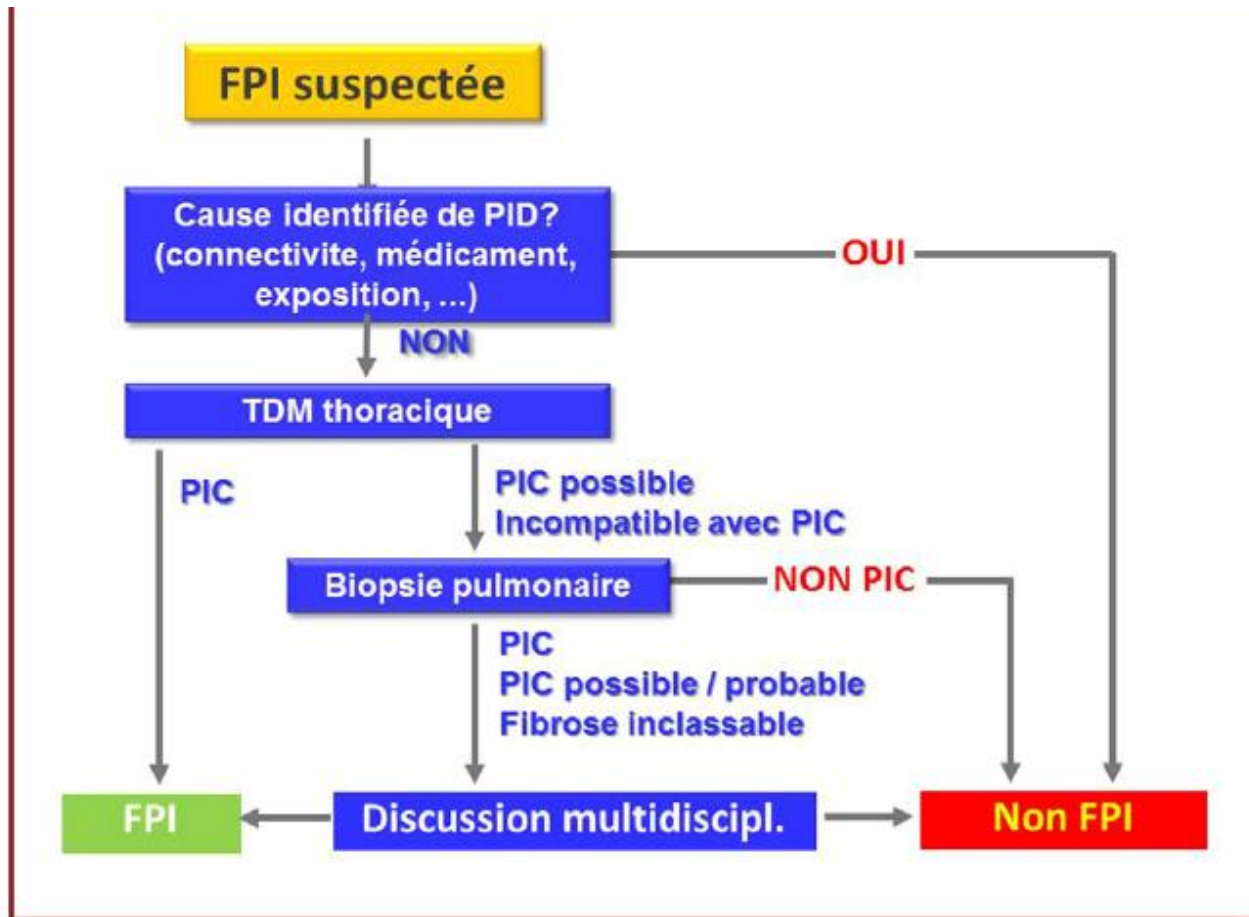 FPI suspectée
Cause identifiée de PID?
(connectivite, médicament,
exposition, ...)
OUI
NON
TDM thoracique
PIC
PIC possible
Incompatible avec PIC
Biopsie pulmonaire
NON PIC
PIC
PIC possible / probable
Fibrose inclassable
FPI
Discussion multidiscipl.
Non FPI